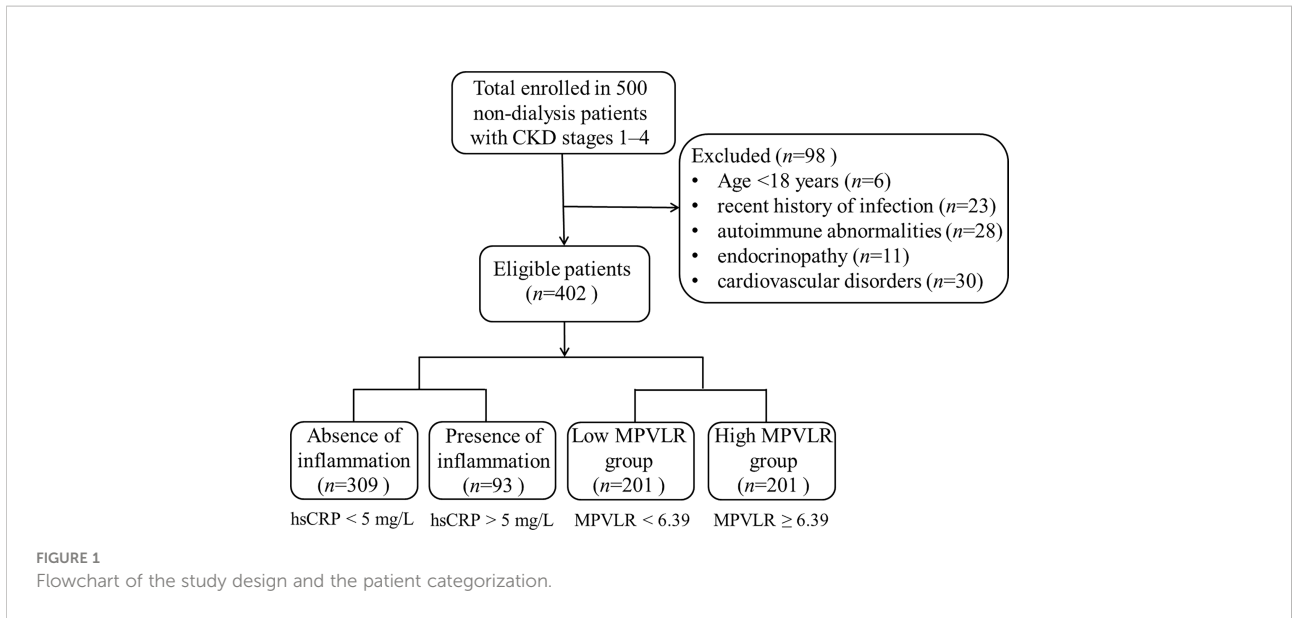 Total enrolled in 500
non-dialysis patients
with CKD stages 1–4
Excluded (n=98 )
• Age <18 years (n=6)
• recent history of infection (n=23)
• autoimmune abnormalities (n=28)
• endocrinopathy (n=11)
• cardiovascular disorders (n=30)
Eligible patients
(n=402 )
Absence of
inflammation
(n=309 )
hsCRP < 5 mg/L
Presence of
inflammation
(n=93 )
hsCRP > 5 mg/L
Low MPVLR
group
(n=201 )
MPVLR < 6.39
High MPVLR
group
(n=201 )
MPVLR ≥ 6.39
FIGURE 1
Flowchart of the study design and the patient categorization.